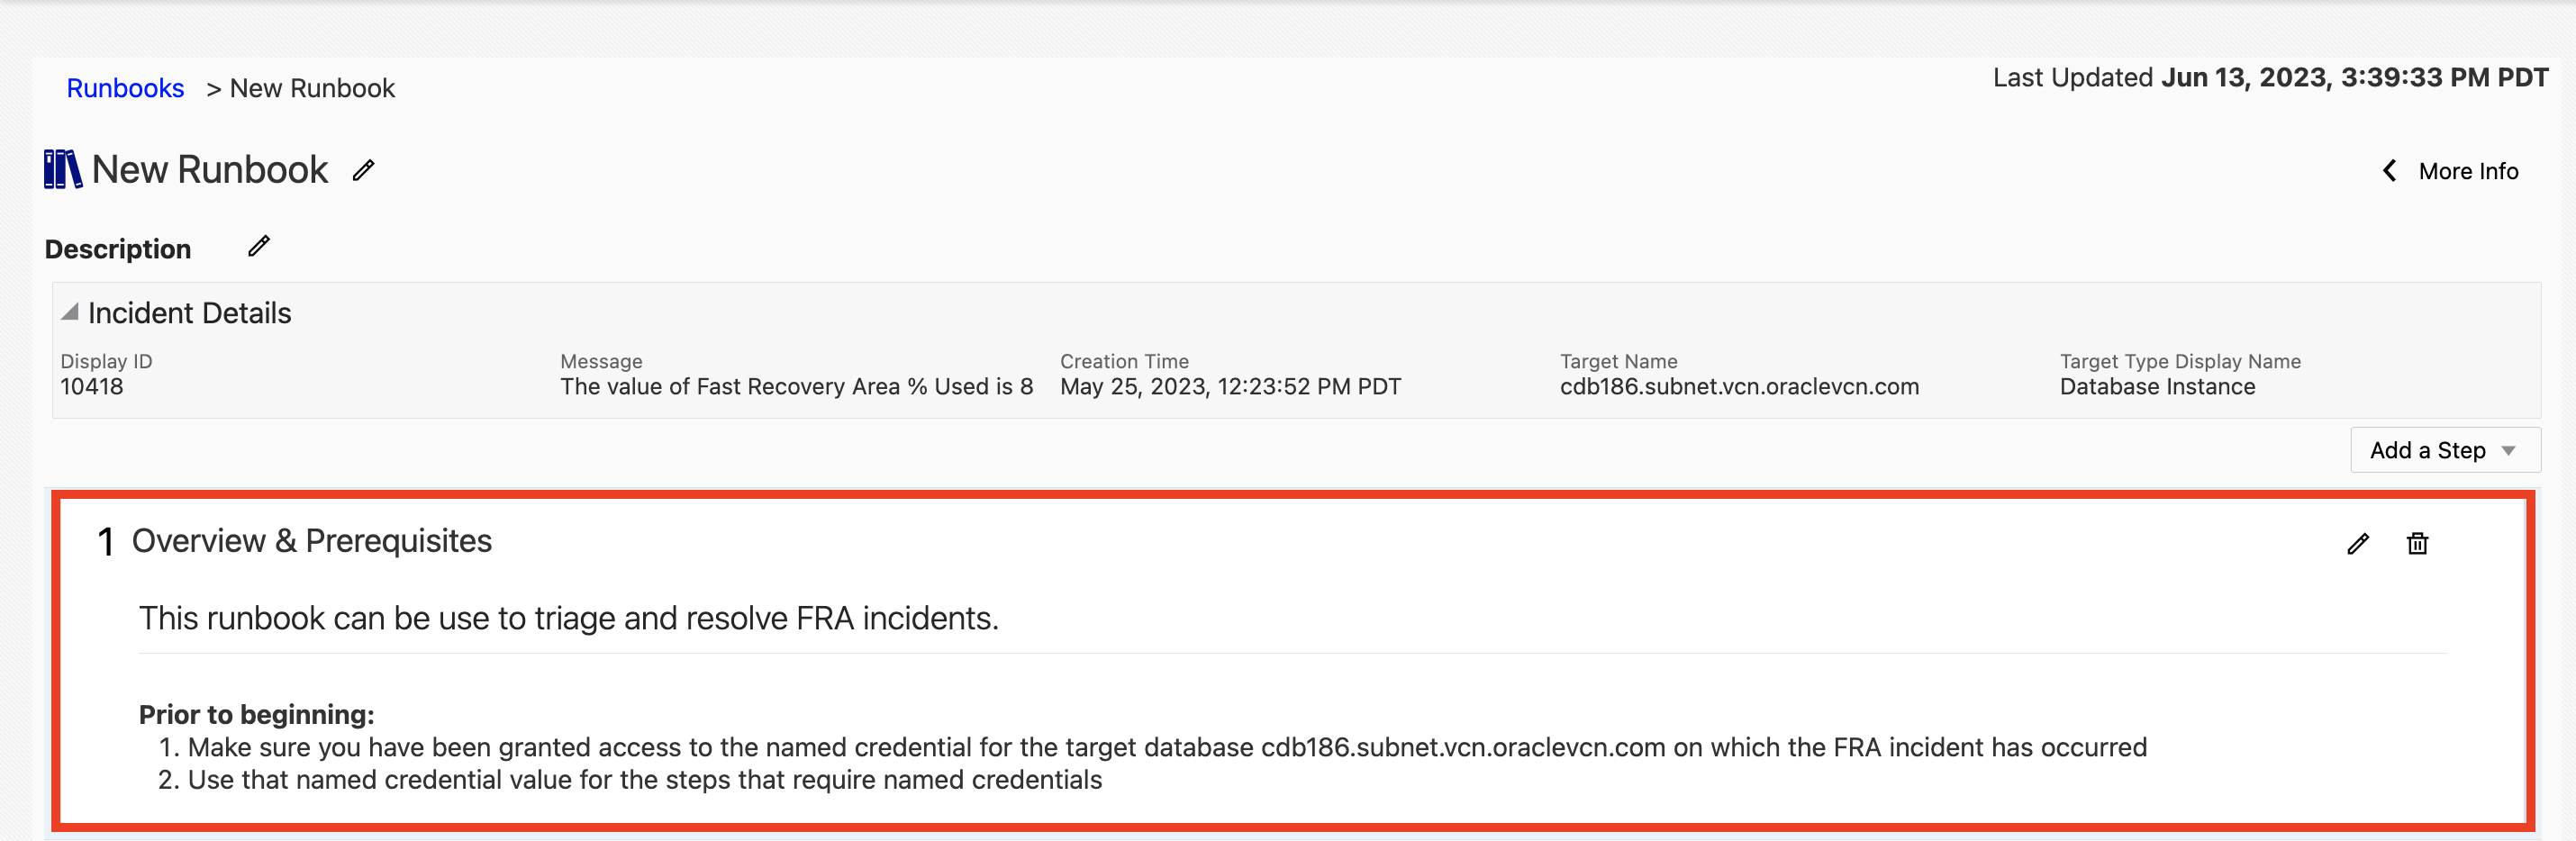 Runbooks > New Runbook
Last Updated Jun 13, 2023, 3:39:33 PM PDT
New Runbook
More Info
Description
Incident Details
Display ID
10418
Message
The value of Fast Recovery Area % Used is 8
Creation Time
May 25, 2023, 12:23:52 PM PDT
Target Name
cdb186.subnet.vcn.oraclevcn.com
Target Type Display Name
Database Instance
Add a Step
1 Overview & Prerequisites
This runbook can be use to triage and resolve FRA incidents.
Prior to beginning:
1. Make sure you have been granted access to the named credential for the target database cdb186.subnet.vcn.oraclevcn.com on which the FRA incident has occurred
2. Use that named credential value for the steps that require named credentials